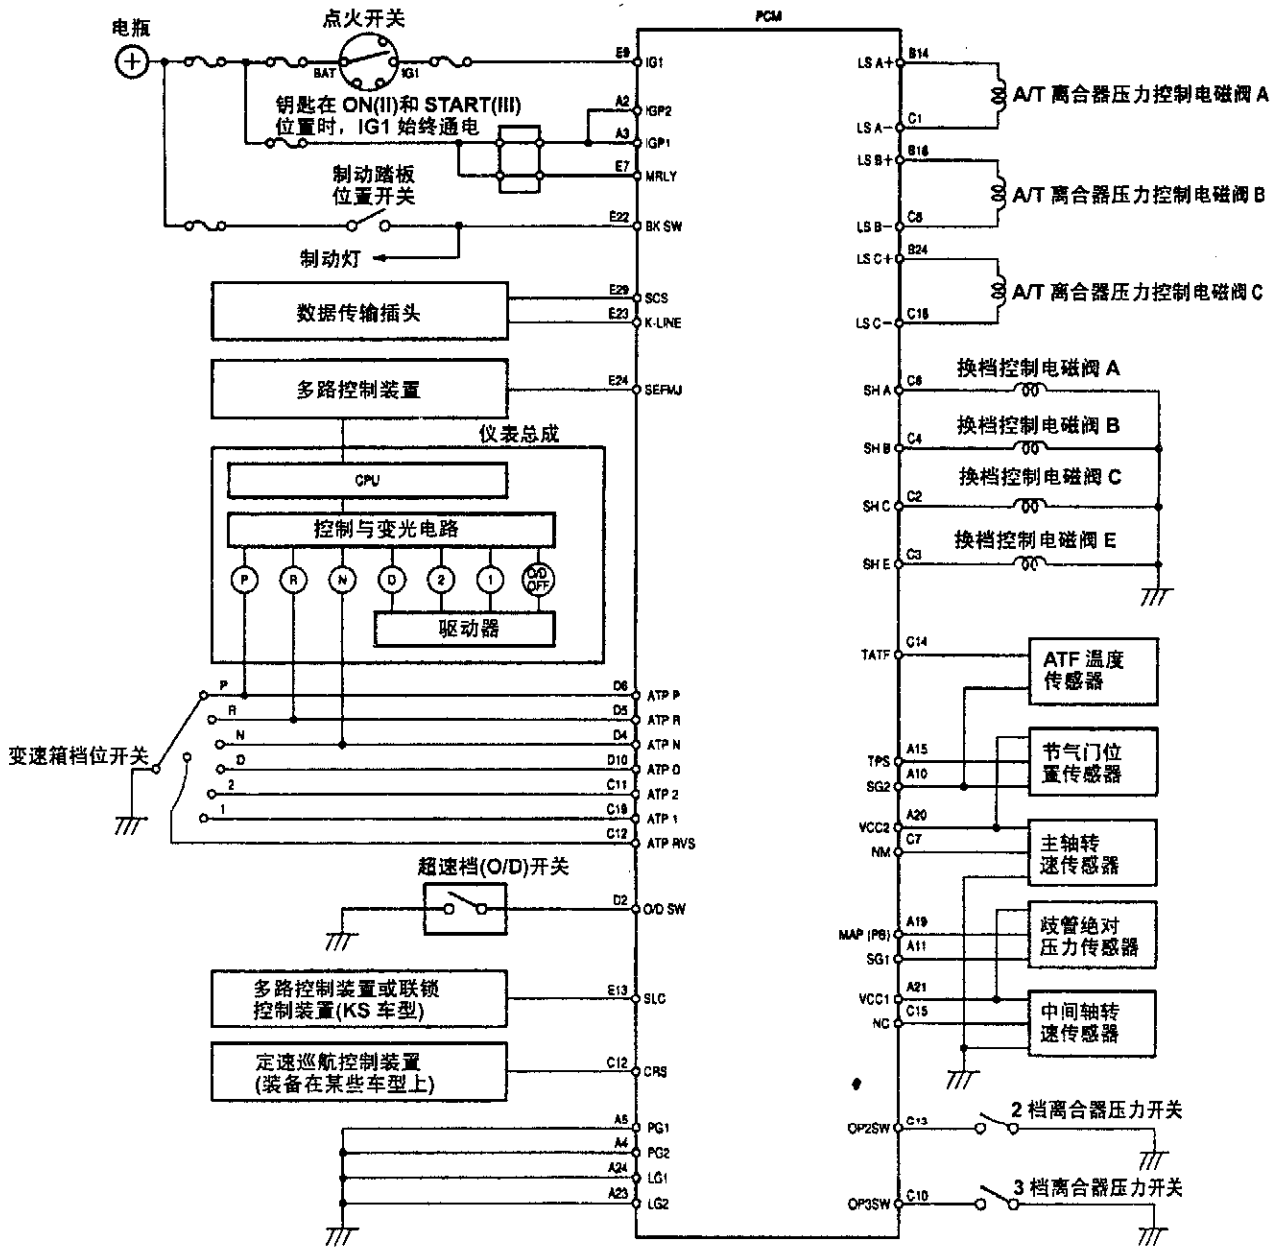 PCM
电瓶
点火开关
BAT
IG1
钥匙在 ON(II)和 START(III)
位置时，IG1 始终通电
制动踏板
位置开关
制动灯
E9 IG1
A2 IGP2
A3 IGP1
E7 MRLY
E22 BK SW
数据传输插头
E29 SCS
E23 K-LINE
多路控制装置
E24 SEFMJ
仪表总成
CPU
控制与变光电路
P R N D 2 1 O/D OFF
驱动器
变速箱档位开关
P D6 ATP P
R D5 ATP R
N D4 ATP N
D D10 ATP D
2 C11 ATP 2
1 C19 ATP 1
C12 ATP RVS
超速档(O/D)开关
D2 O/D SW
多路控制装置或联锁
控制装置(KS 车型)
E13 SLC
定速巡航控制装置
(装备在某些车型上)
C12 CRS
A5 PG1
A4 PG2
A24 LG1
A23 LG2
LS A+ B14
A/T 离合器压力控制电磁阀 A
LS A− C1
LS B+ B16
A/T 离合器压力控制电磁阀 B
LS B−
LS C+ B24
A/T 离合器压力控制电磁阀 C
LS C− C16
换档控制电磁阀 A
SH A C6
换档控制电磁阀 B
SH B C4
换档控制电磁阀 C
SH C C2
换档控制电磁阀 E
SH E C3
TATF C14
ATF 温度
传感器
TPS A15
SG2 A10
节气门位
置传感器
VCC2 A20
NM C7
主轴转
速传感器
MAP (PB) A19
SG1 A11
歧管绝对
压力传感器
VCC1 A21
NC C15
中间轴转
速传感器
OP2SW C13
2 档离合器压力开关
OP3SW C10
3 档离合器压力开关